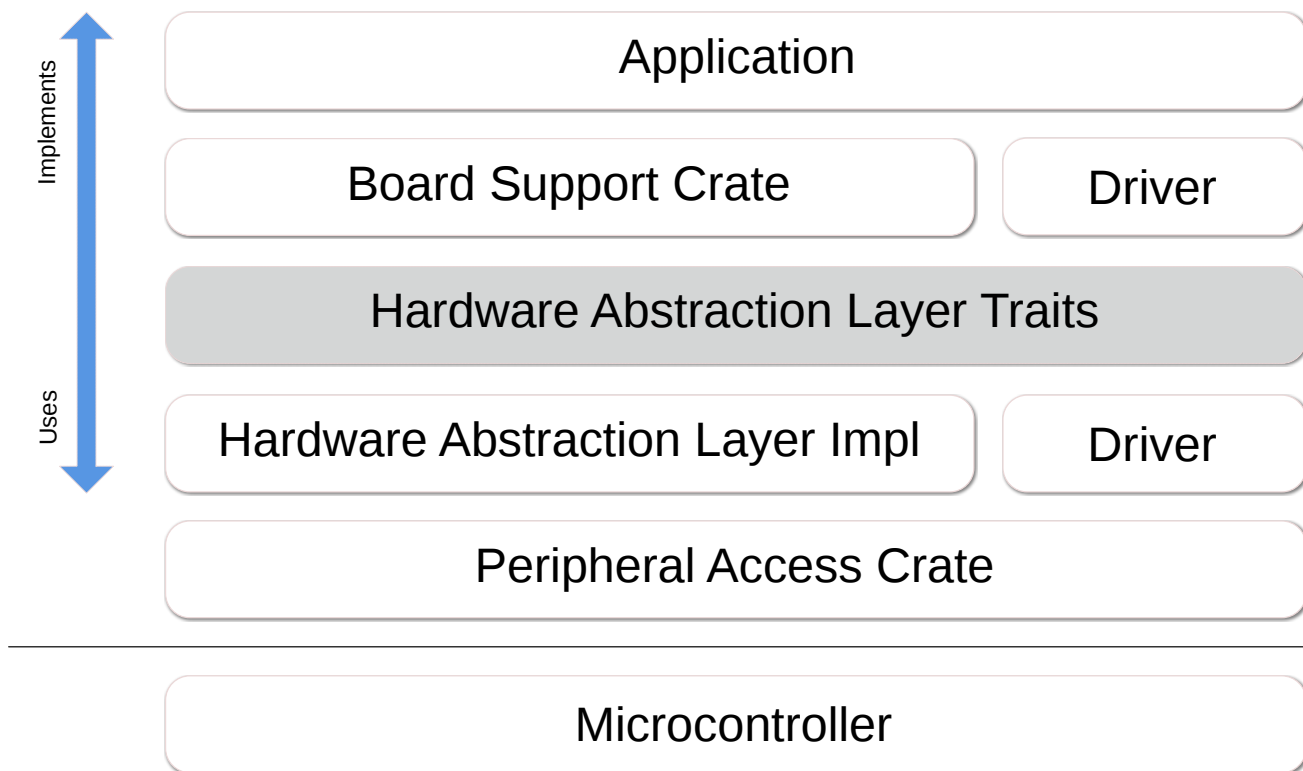 Implements
Application
Board Support Crate
Driver
Hardware Abstraction Layer Traits
Uses
Hardware Abstraction Layer Impl
Driver
Peripheral Access Crate
Microcontroller